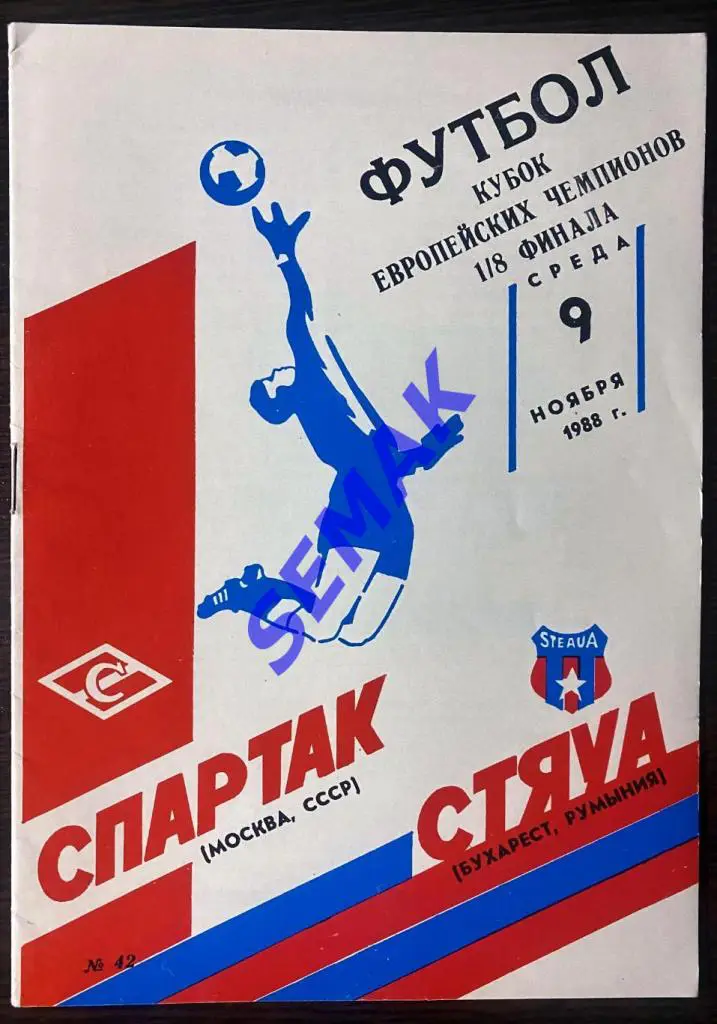 ФУТБОЛ
КУБОК
ЕВРОПЕЙСКИХ ЧЕМПИОНОВ
1/8 ФИНАЛА
СРЕДА
9
НОЯБРЯ
1988 г.
SEMAK
STEAUA
СПАРТАК
(МОСКВА, СССР)
СТЯУА
(БУХАРЕСТ, РУМЫНИЯ)
№ 42